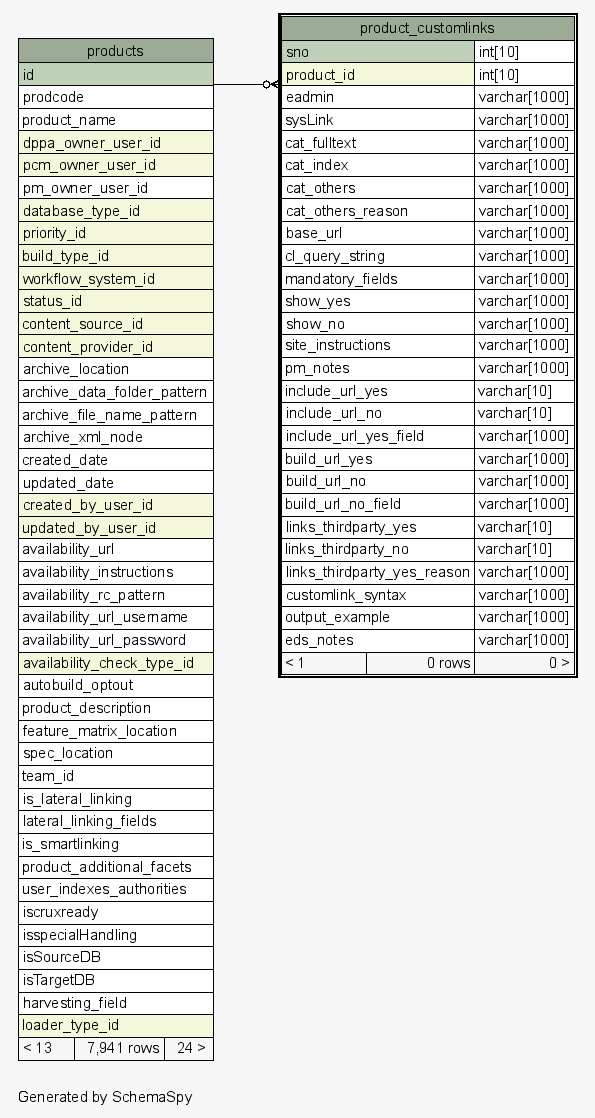 products
id
prodcode
product_name
dppa_owner_user_id
pcm_owner_user_id
pm_owner_user_id
database_type_id
priority_id
build_type_id
workflow_system_id
status_id
content_source_id
content_provider_id
archive_location
archive_data_folder_pattern
archive_file_name_pattern
archive_xml_node
created_date
updated_date
created_by_user_id
updated_by_user_id
availability_url
availability_instructions
availability_rc_pattern
availability_url_username
availability_url_password
availability_check_type_id
autobuild_optout
product_description
feature_matrix_location
spec_location
team_id
is_lateral_linking
lateral_linking_fields
is_smartlinking
product_additional_facets
user_indexes_authorities
iscruxready
isspecialHandling
isSourceDB
isTargetDB
harvesting_field
loader_type_id
< 13 7,941 rows 24 >
product_customlinks
sno int[10]
product_id int[10]
eadmin varchar[1000]
sysLink varchar[1000]
cat_fulltext varchar[1000]
cat_index varchar[1000]
cat_others varchar[1000]
cat_others_reason varchar[1000]
base_url varchar[1000]
cl_query_string varchar[1000]
mandatory_fields varchar[1000]
show_yes varchar[1000]
show_no varchar[1000]
site_instructions varchar[1000]
pm_notes varchar[1000]
include_url_yes varchar[10]
include_url_no varchar[10]
include_url_yes_field varchar[1000]
build_url_yes varchar[1000]
build_url_no varchar[1000]
build_url_no_field varchar[1000]
links_thirdparty_yes varchar[10]
links_thirdparty_no varchar[10]
links_thirdparty_yes_reason varchar[1000]
customlink_syntax varchar[1000]
output_example varchar[1000]
eds_notes varchar[1000]
< 1 0 rows 0 >
Generated by SchemaSpy